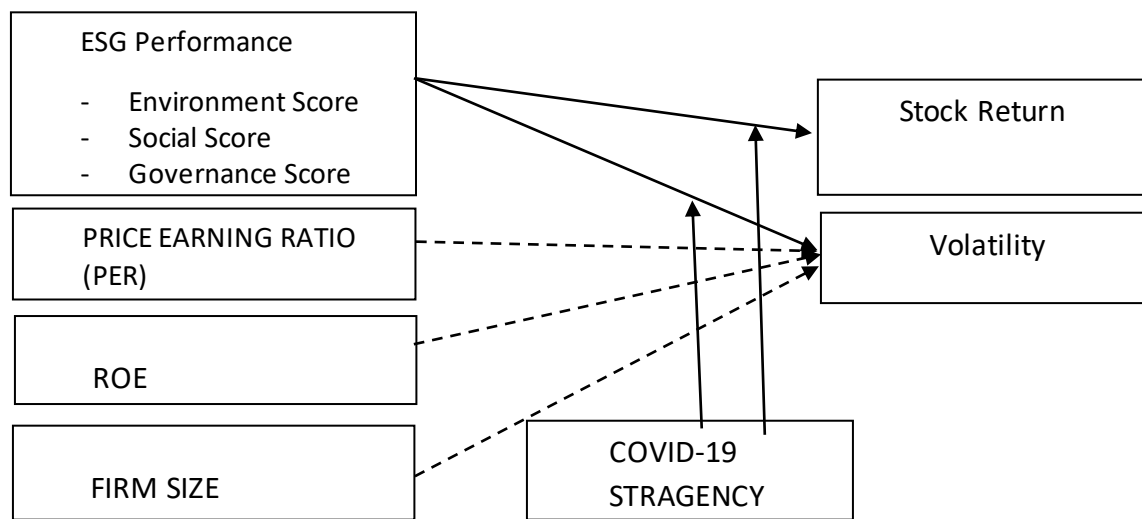 ESG Performance
- Environment Score
- Social Score
- Governance Score
PRICE EARNING RATIO
(PER)
ROE
FIRM SIZE
Stock Return
Volatility
COVID-19
STRAGENCY